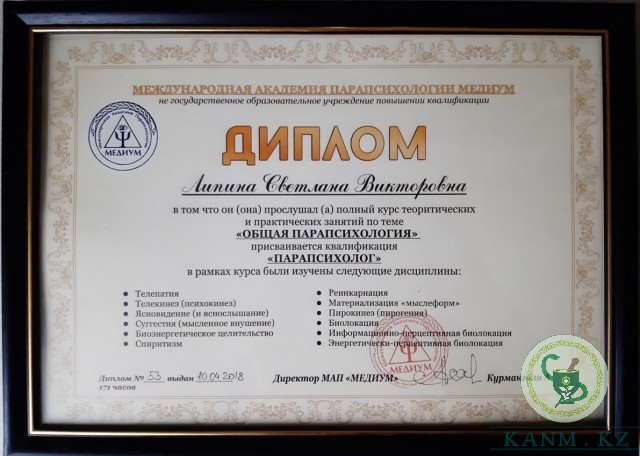 МЕЖДУНАРОДНАЯ АКАДЕМИЯ ПАРАПСИХОЛОГИИ МЕДИУМ
не государственное образовательное учреждение повышении квалификации
МЕДИУМ
ДИПЛОМ
Липина Светлана Викторовна
в том что он (она) прослушал (а) полный курс теоритических
и практических занятий по теме
«ОБЩАЯ ПАРАПСИХОЛОГИЯ»
присваивается квалификация
«ПАРАПСИХОЛОГ»
в рамках курса были изучены следующие дисциплины:
Телепатия
Телекинез (психокинез)
Ясновидение (и яснослышание)
Суггестия (мысленное внушение)
Биоэнергетическое целительство
Спиритизм
Реинкарнация
Материализация «мыслеформ»
Пирокинез (пирогения)
Биолокация
Информационно-перцептивная биолокация
Энергетически-перцептивная биолокация
МЕДИУМ
Диплом № 53 выдан 10.04.2018
171 часов
Директор МАП «МЕДИУМ»
KANM.KZ